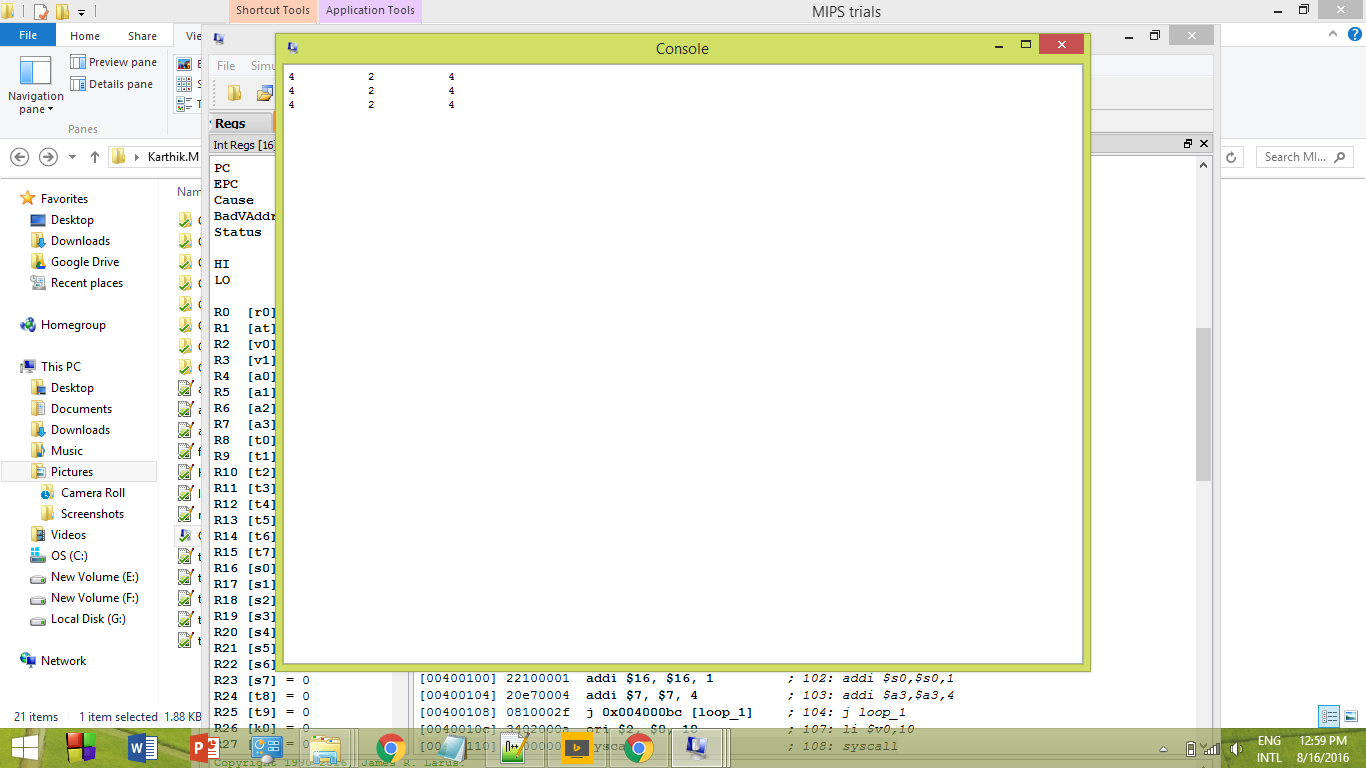 Shortcut Tools
Application Tools
MIPS trials
File
Home
Share
Vie
Preview pane
Details pane
Navigation
pane
Panes
File
Simu
Console
4 2 4
4 2 4
4 2 4
Regs
Int Regs [16]
Karthik.M
Search MI...
Nam
Favorites
Desktop
Downloads
Google Drive
Recent places
Homegroup
This PC
Desktop
Documents
Downloads
Music
Pictures
Camera Roll
Screenshots
Videos
OS (C:)
New Volume (E:)
New Volume (F:)
Local Disk (G:)
Network
PC
EPC
Cause
BadVAddr
Status
HI
LO
R0 [r0]
R1 [at]
R2 [v0]
R3 [v1]
R4 [a0]
R5 [a1]
R6 [a2]
R7 [a3]
R8 [t0]
R9 [t1]
R10 [t2]
R11 [t3]
R12 [t4]
R13 [t5]
R14 [t6]
R15 [t7]
R16 [s0]
R17 [s1]
R18 [s2]
R19 [s3]
R20 [s4]
R21 [s5]
R22 [s6]
R23 [s7] = 0
R24 [t8] = 0
R25 [t9] = 0
R26 [k0] = 0
R27
[00400100] 22100001 addi $16, $16, 1 ; 102: addi $s0,$s0,1
[00400104] 20e70004 addi $7, $7, 4 ; 103: addi $a3,$a3,4
[00400108] 0810002f j 0x004000bc [loop_1] ; 104: j loop_1
[0040010c] 3402000a ori $2, $0, 10 ; 107: li $v0,10
; 108: syscall
21 items
1 item selected 1.88 KB
Copyright 1990-2016, James R. Larus.
ENG
INTL
12:59 PM
8/16/2016